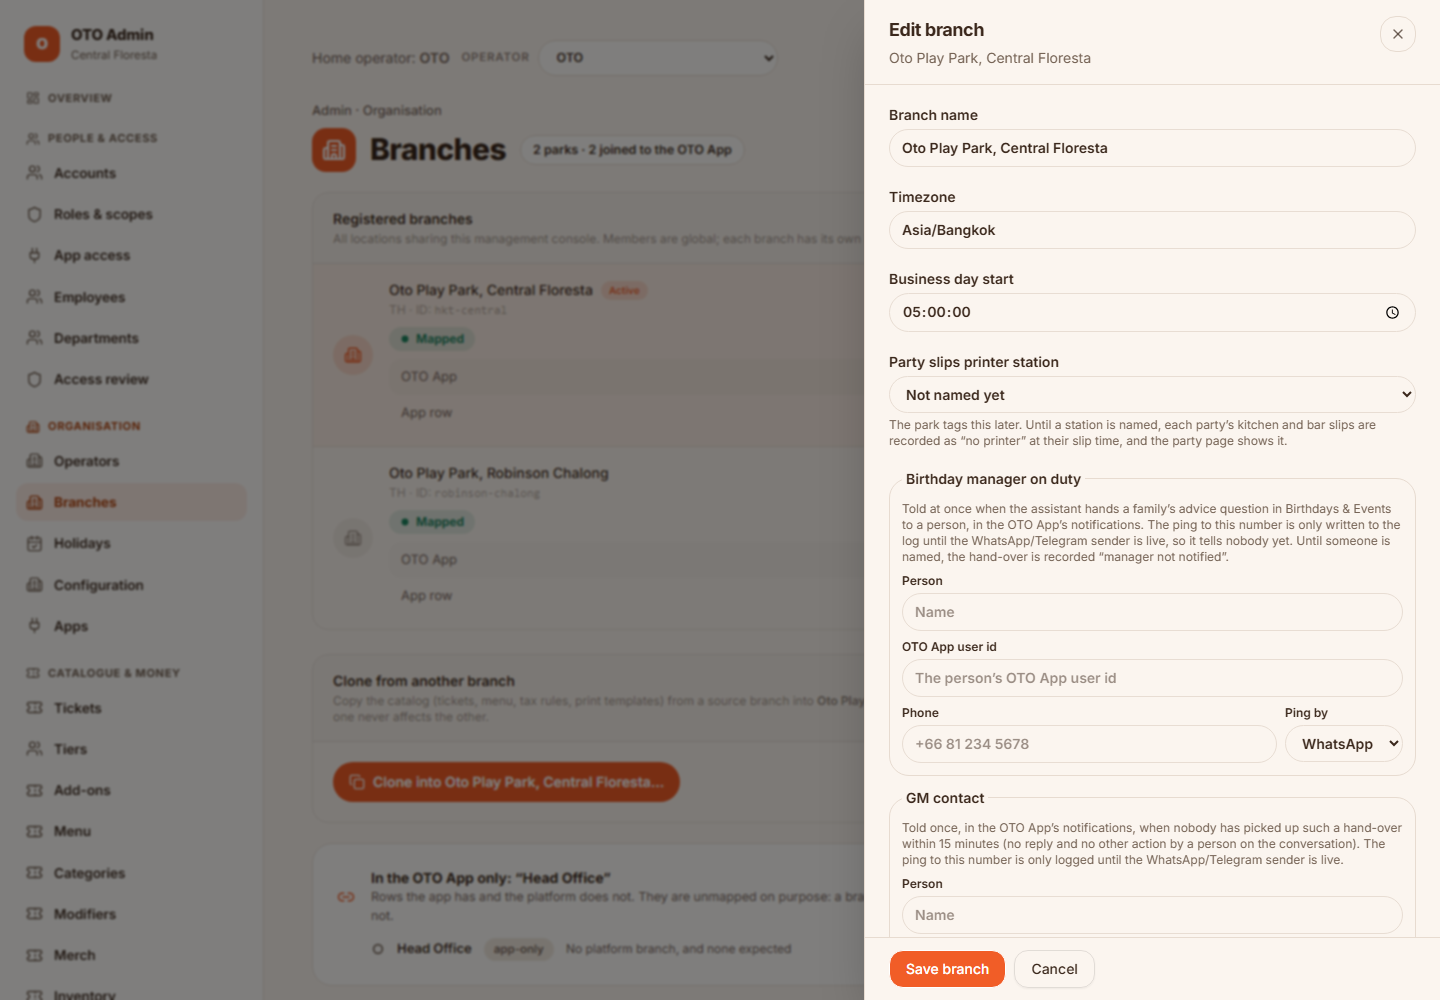 O
OTO Admin
Central Floresta
OVERVIEW
PEOPLE & ACCESS
Accounts
Roles & scopes
App access
Employees
Departments
Access review
ORGANISATION
Operators
Branches
Holidays
Configuration
Apps
CATALOGUE & MONEY
Tickets
Tiers
Add-ons
Menu
Categories
Modifiers
Merch
Inventory
Home operator: OTO
OPERATOR
OTO
Admin · Organisation
Branches
2 parks · 2 joined to the OTO App
Registered branches
All locations sharing this management console. Members are global; each branch has its own
Oto Play Park, Central Floresta
Active
TH · ID: hkt-central
Mapped
OTO App
App row
Oto Play Park, Robinson Chalong
TH · ID: robinson-chalong
Mapped
OTO App
App row
Clone from another branch
Copy the catalog (tickets, menu, tax rules, print templates) from a source branch into Oto Play
one never affects the other.
Clone into Oto Play Park, Central Floresta...
In the OTO App only: “Head Office”
Rows the app has and the platform does not. They are unmapped on purpose: a bra
not.
Head Office
app-only
No platform branch, and none expected
Edit branch
Oto Play Park, Central Floresta
Branch name
Oto Play Park, Central Floresta
Timezone
Asia/Bangkok
Business day start
05:00:00
Party slips printer station
Not named yet
The park tags this later. Until a station is named, each party’s kitchen and bar slips are
recorded as “no printer” at their slip time, and the party page shows it.
Birthday manager on duty
Told at once when the assistant hands a family’s advice question in Birthdays & Events
to a person, in the OTO App’s notifications. The ping to this number is only written to the
log until the WhatsApp/Telegram sender is live, so it tells nobody yet. Until someone is
named, the hand-over is recorded “manager not notified”.
Person
Name
OTO App user id
The person’s OTO App user id
Phone
Ping by
+66 81 234 5678
WhatsApp
GM contact
Told once, in the OTO App’s notifications, when nobody has picked up such a hand-over
within 15 minutes (no reply and no other action by a person on the conversation). The
ping to this number is only logged until the WhatsApp/Telegram sender is live.
Person
Name
Save branch
Cancel